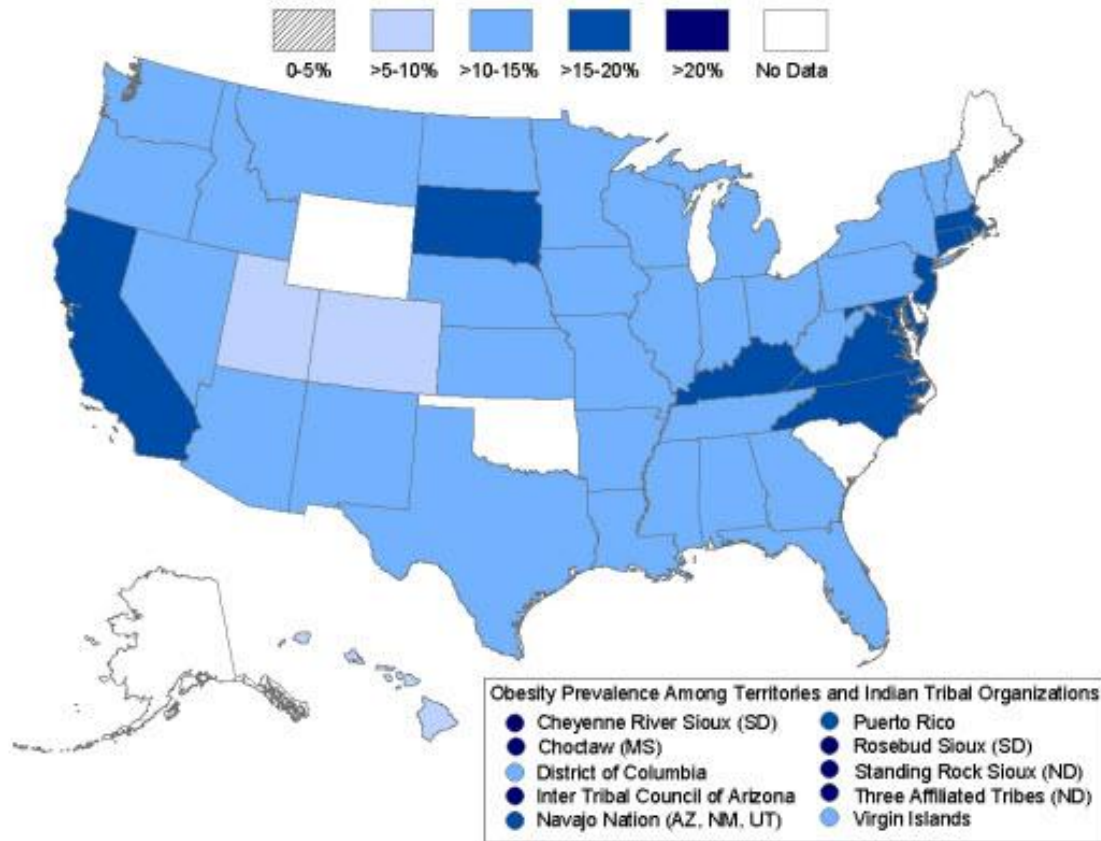 0-5% >5-10% >10-15% >15-20% >20% No Data
Obesity Prevalence Among Territories and Indian Tribal Organizations
Cheyenne River Sioux (SD)
Choctaw (MS)
District of Columbia
Inter Tribal Council of Arizona
Navajo Nation (AZ, NM, UT)
Puerto Rico
Rosebud Sioux (SD)
Standing Rock Sioux (ND)
Three Affiliated Tribes (ND)
Virgin Islands